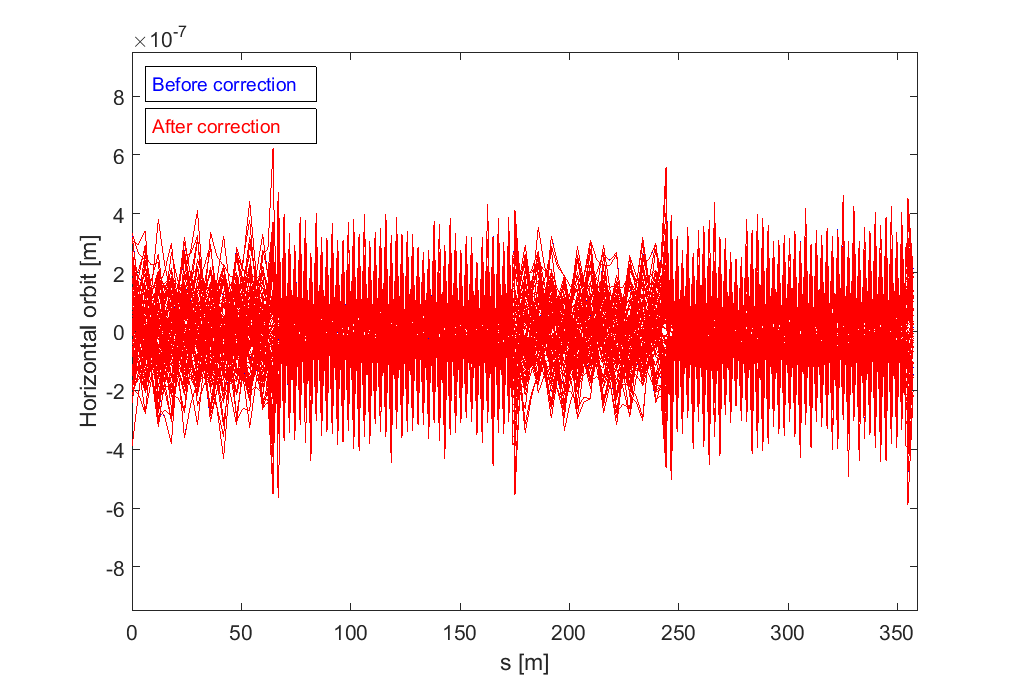 ×10⁻⁷
Before correction
After correction
8
6
4
2
0
-2
-4
-6
-8
Horizontal orbit [m]
0 50 100 150 200 250 300 350
s [m]